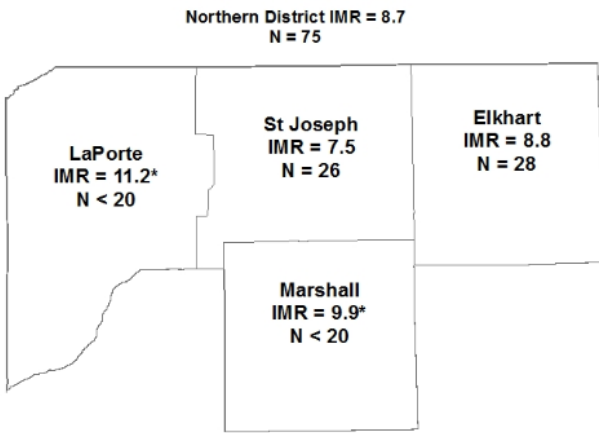 Northern District IMR = 8.7
N = 75
LaPorte
IMR = 11.2*
N < 20
St Joseph
IMR = 7.5
N = 26
Elkhart
IMR = 8.8
N = 28
Marshall
IMR = 9.9*
N < 20